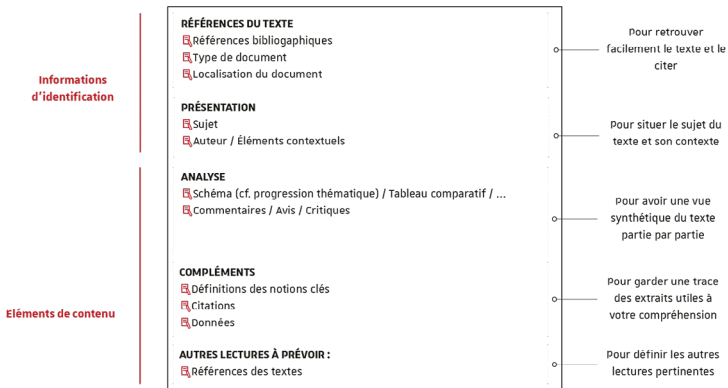 RÉFÉRENCES DU TEXTE
Références bibliogaphiques
Type de document
Localisation du document
Pour retrouver
facilement le texte et le
citer
Informations
d'identification
PRÉSENTATION
Sujet
Auteur / Éléments contextuels
Pour situer le sujet du
texte et son contexte
ANALYSE
Schéma (cf. progression thématique) / Tableau comparatif / ...
Commentaires / Avis / Critiques
Pour avoir une vue
synthétique du texte
partie par partie
Eléments de contenu
COMPLÉMENTS
Définitions des notions clés
Citations
Données
Pour garder une trace
des extraits utiles à
votre compréhension
AUTRES LECTURES À PRÉVOIR :
Références des textes
Pour définir les autres
lectures pertinentes